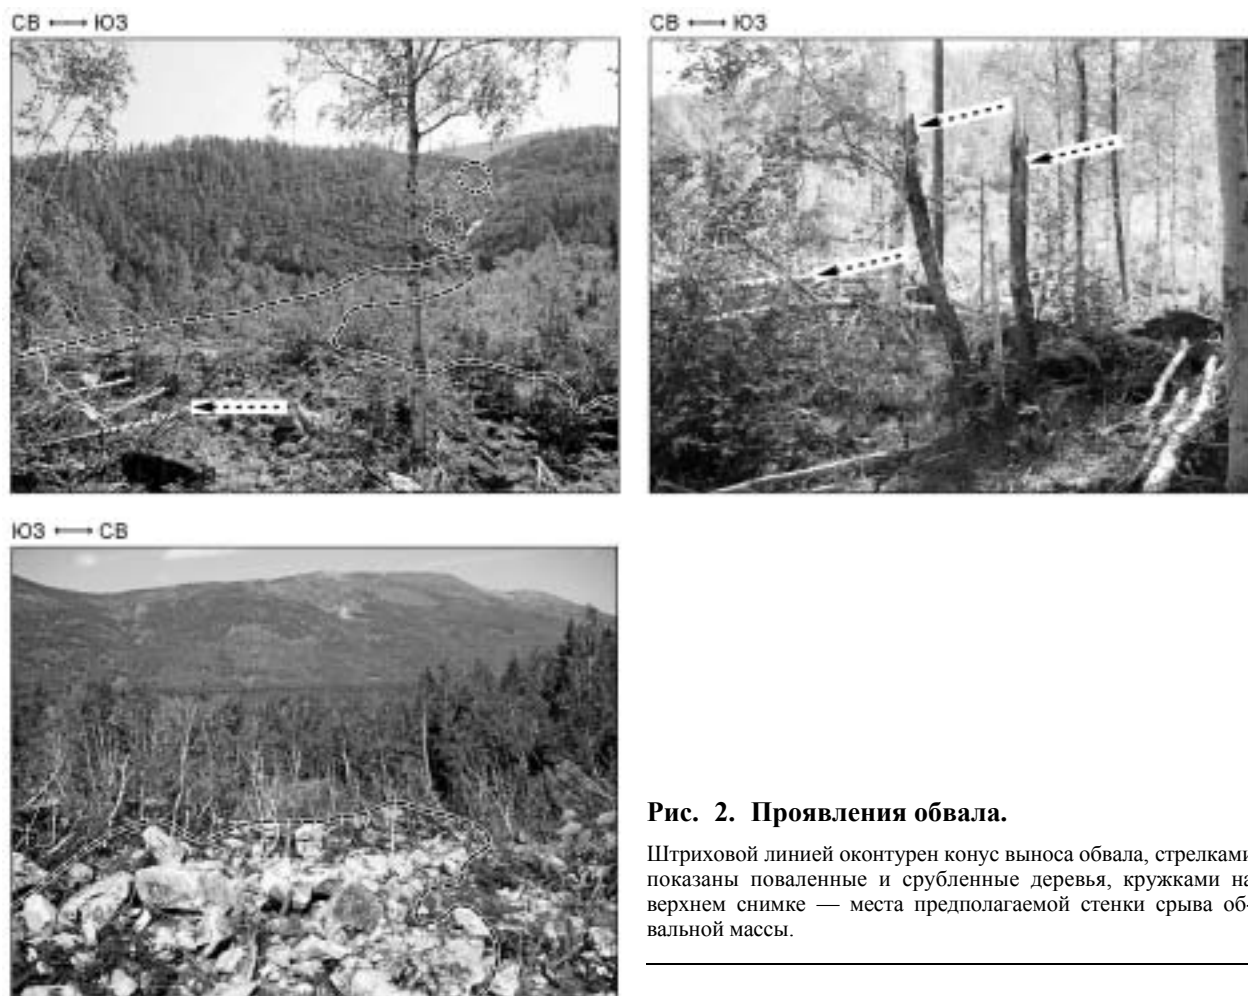 СВ ⟷ ЮЗ
СВ ⟷ ЮЗ
ЮЗ ⟷ СВ
Рис. 2. Проявления обвала.
Штриховой линией оконтурен конус выноса обвала, стрелками
показаны поваленные и срубленные деревья, кружками на
верхнем снимке — места предполагаемой стенки срыва об-
вальной массы.